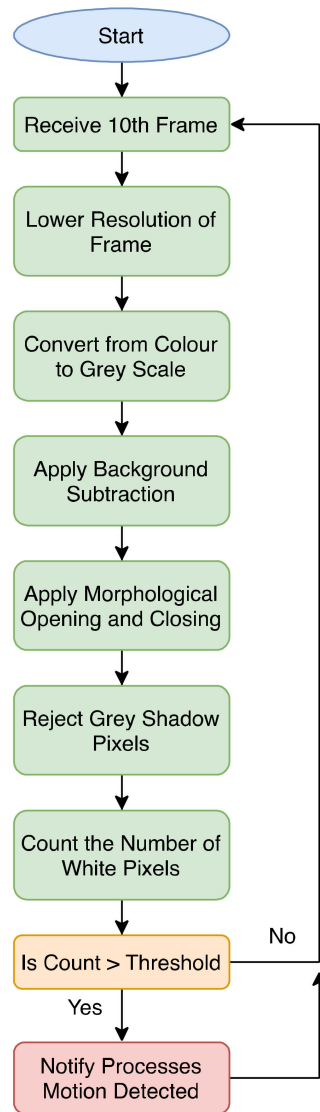 Start
Receive 10th Frame
Lower Resolution of
Frame
Convert from Colour
to Grey Scale
Apply Background
Subtraction
Apply Morphological
Opening and Closing
Reject Grey Shadow
Pixels
Count the Number of
White Pixels
Is Count > Threshold
No
Yes
Notify Processes
Motion Detected